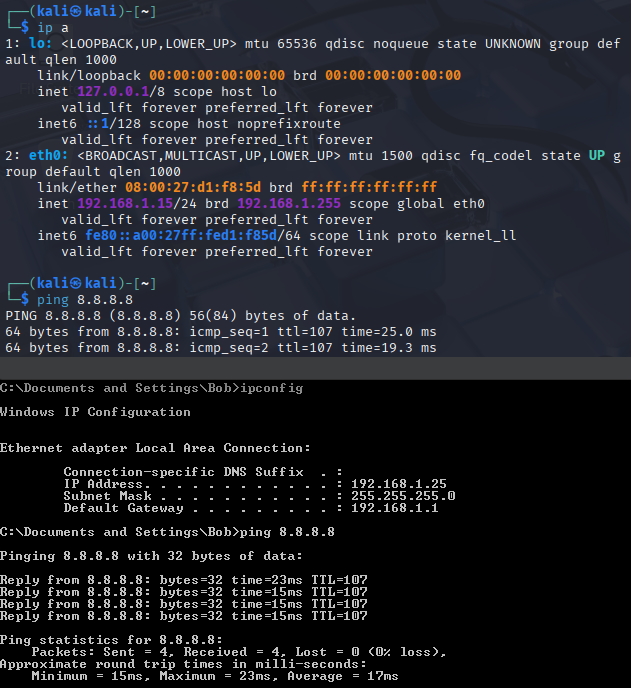 ┌──(kali㉿kali)-[~]
└─$ ip a
1: lo: <LOOPBACK,UP,LOWER_UP> mtu 65536 qdisc noqueue state UNKNOWN group def
ault qlen 1000
    link/loopback 00:00:00:00:00:00 brd 00:00:00:00:00:00
    inet 127.0.0.1/8 scope host lo
       valid_lft forever preferred_lft forever
    inet6 ::1/128 scope host noprefixroute
       valid_lft forever preferred_lft forever
2: eth0: <BROADCAST,MULTICAST,UP,LOWER_UP> mtu 1500 qdisc fq_codel state UP g
roup default qlen 1000
    link/ether 08:00:27:d1:f8:5d brd ff:ff:ff:ff:ff:ff
    inet 192.168.1.15/24 brd 192.168.1.255 scope global eth0
       valid_lft forever preferred_lft forever
    inet6 fe80::a00:27ff:fed1:f85d/64 scope link proto kernel_ll
       valid_lft forever preferred_lft forever
┌──(kali㉿kali)-[~]
└─$ ping 8.8.8.8
PING 8.8.8.8 (8.8.8.8) 56(84) bytes of data.
64 bytes from 8.8.8.8: icmp_seq=1 ttl=107 time=25.0 ms
64 bytes from 8.8.8.8: icmp_seq=2 ttl=107 time=19.3 ms
C:\Documents and Settings\Bob>ipconfig
Windows IP Configuration
Ethernet adapter Local Area Connection:
        Connection-specific DNS Suffix  . :
        IP Address. . . . . . . . . . . . : 192.168.1.25
        Subnet Mask . . . . . . . . . . . : 255.255.255.0
        Default Gateway . . . . . . . . . : 192.168.1.1
C:\Documents and Settings\Bob>ping 8.8.8.8
Pinging 8.8.8.8 with 32 bytes of data:
Reply from 8.8.8.8: bytes=32 time=23ms TTL=107
Reply from 8.8.8.8: bytes=32 time=15ms TTL=107
Reply from 8.8.8.8: bytes=32 time=15ms TTL=107
Reply from 8.8.8.8: bytes=32 time=15ms TTL=107
Ping statistics for 8.8.8.8:
    Packets: Sent = 4, Received = 4, Lost = 0 (0% loss),
Approximate round trip times in milli-seconds:
    Minimum = 15ms, Maximum = 23ms, Average = 17ms